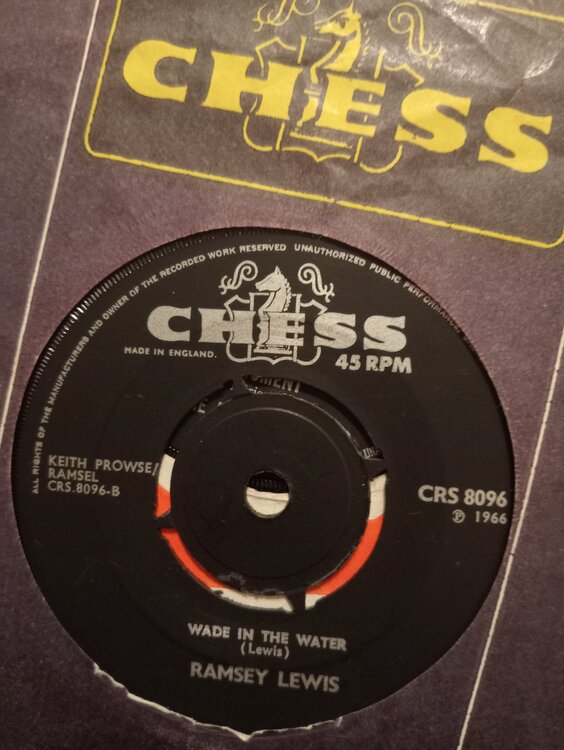 CHESS
ALL RIGHTS OF THE MANUFACTURERS AND OWNER OF THE RECORDED WORK RESERVED UNAUTHORIZED PUBLIC
CHESS
MADE IN ENGLAND.
45 RPM
KEITH PROWSE/
RAMSEL
CRS.8096-B
CRS 8096
℗ 1966
WADE IN THE WATER
(Lewis)
RAMSEY LEWIS